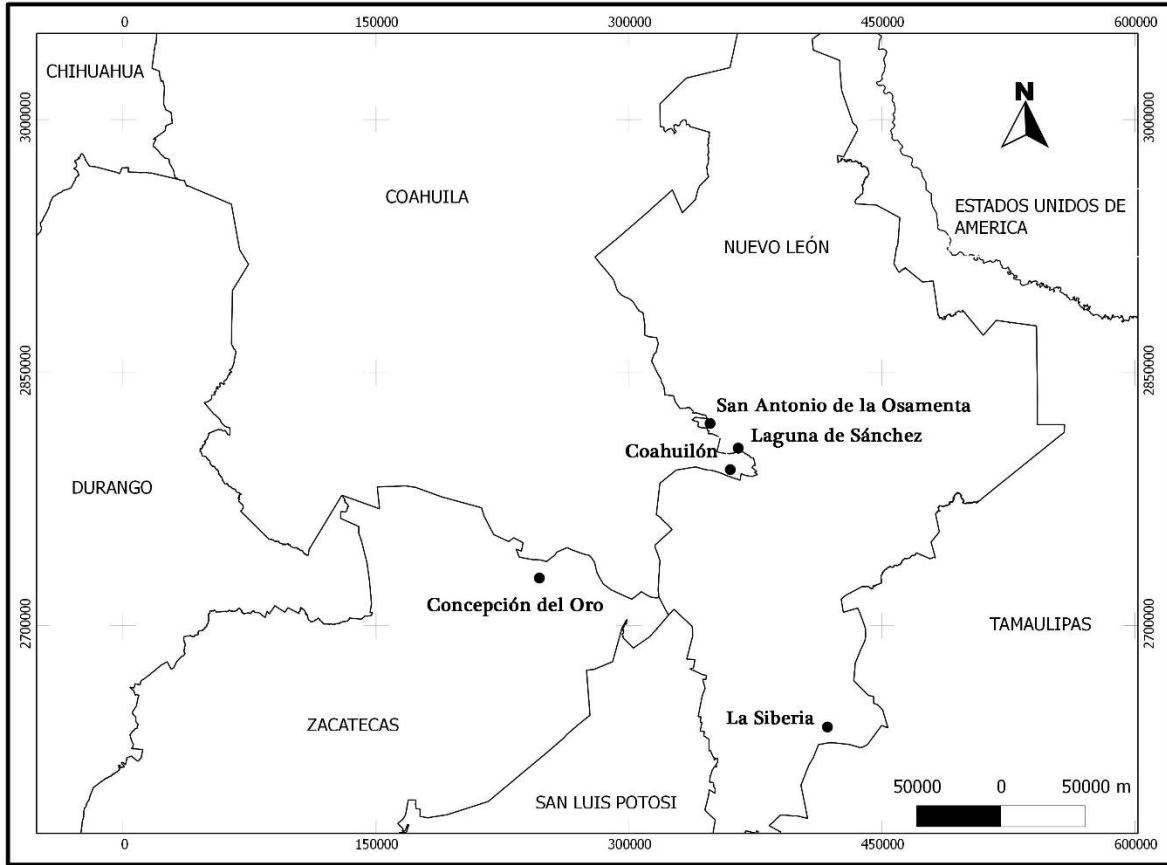 0 150000 300000 450000 600000
CHIHUAHUA
N
3000000 3000000
COAHUILA
ESTADOS UNIDOS DE
AMERICA
NUEVO LEÓN
2850000 2850000
San Antonio de la Osamenta
Laguna de Sánchez
Coahuilón
DURANGO
Concepción del Oro
2700000 2700000
TAMAULIPAS
La Siberia
ZACATECAS
50000 0 50000 m
SAN LUIS POTOSI
0 150000 300000 450000 600000